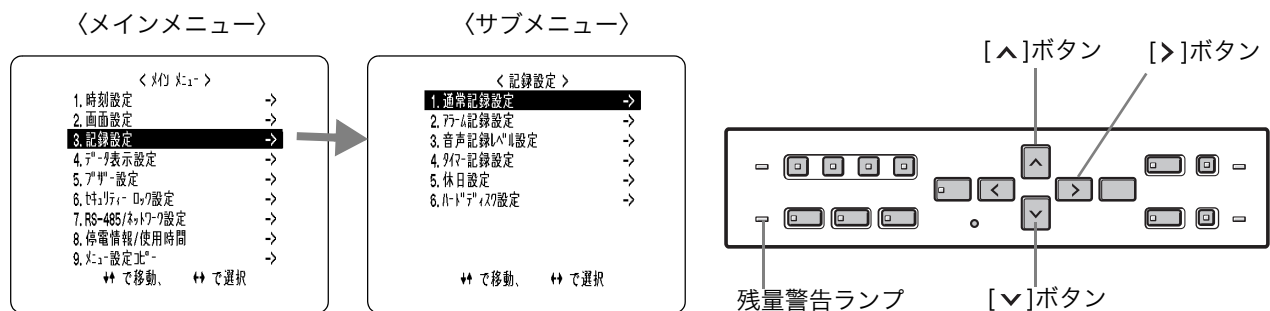 〈メインメニュー〉
< ﾒｲﾝ ﾒﾆｭｰ >
1. 時刻設定 ->
2. 画面設定 ->
3. 記録設定 ->
4. ﾃﾞｰﾀ表示設定 ->
5. ﾌﾞｻﾞｰ設定 ->
6. ｾｷｭﾘﾃｨｰ ﾛｯｸ設定 ->
7. RS-485/ﾈｯﾄﾜｰｸ設定 ->
8. 停電情報/使用時間 ->
9. ﾒﾆｭｰ設定ｺﾋﾟｰ ->
↓↑ で移動、 ←→ で選択
〈サブメニュー〉
< 記録設定 >
1. 通常記録設定 ->
2. ｱﾗｰﾑ記録設定 ->
3. 音声記録ﾚﾍﾞﾙ設定 ->
4. ﾀｲﾏｰ記録設定 ->
5. 休日設定 ->
6. ﾊｰﾄﾞﾃﾞｨｽｸ設定 ->
↓↑ で移動、 ←→ で選択
[∧]ボタン [>]ボタン
残量警告ランプ [∨]ボタン